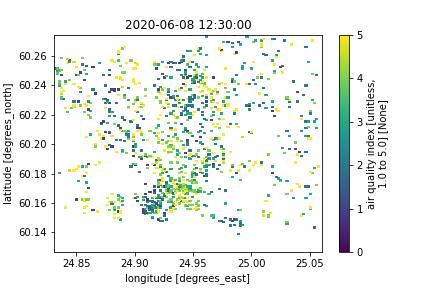 2020-06-08 12:30:00
60.26
60.24
60.22
60.20
60.18
60.16
60.14
latitude [degrees_north]
24.85 24.90 24.95 25.00 25.05
longitude [degrees_east]
5
4
3
2
1
0
air quality index [unitless,
1.0 to 5.0] [None]